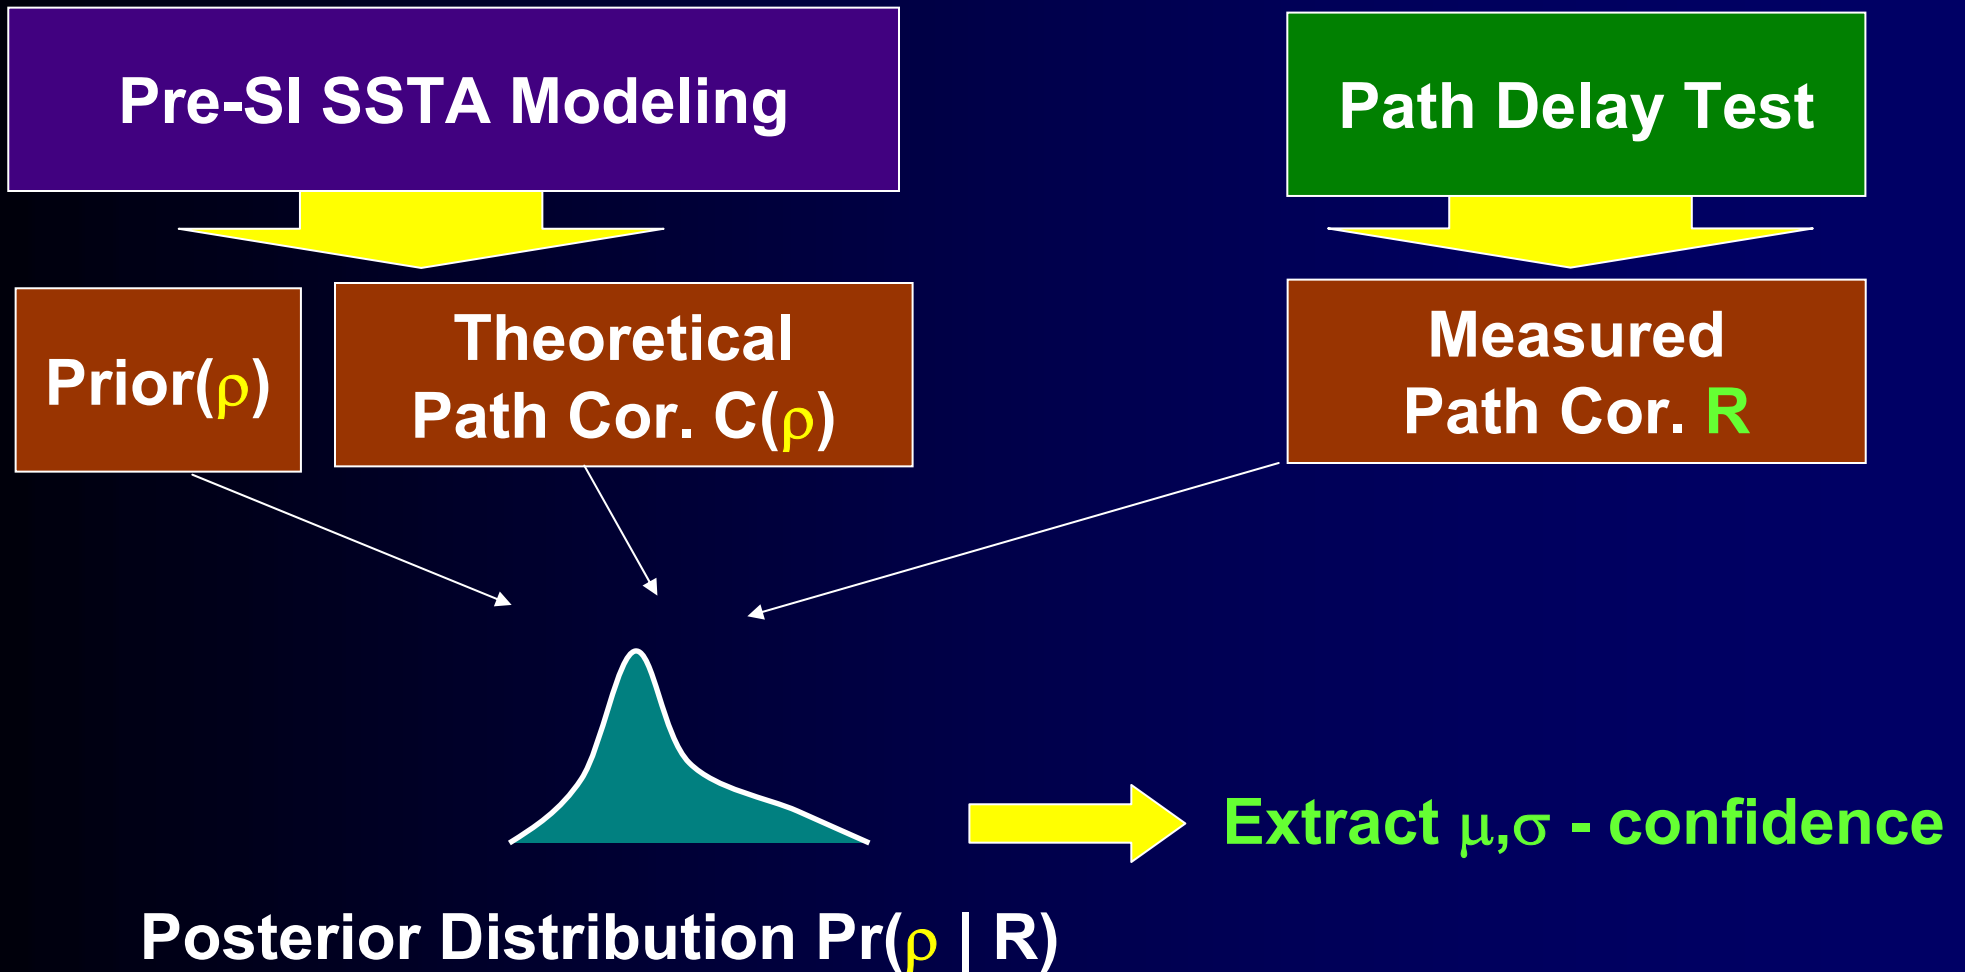 Pre-SI SSTA Modeling
Path Delay Test
Prior(ρ)
Theoretical
Path Cor. C(ρ)
Measured
Path Cor. R
Extract μ,σ - confidence
Posterior Distribution Pr(ρ | R)